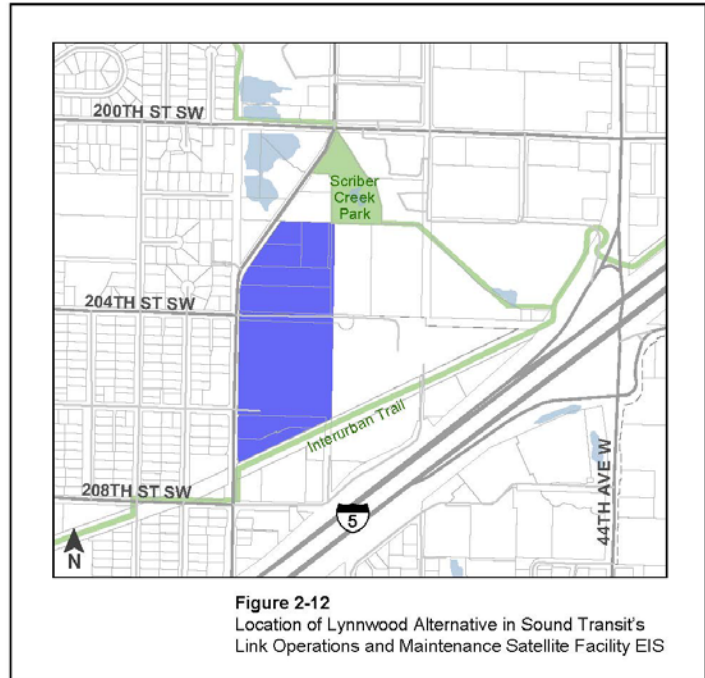 200TH ST SW
Scriber
Creek
Park
204TH ST SW
Interurban Trail
208TH ST SW
44TH AVE W
5
N
Figure 2-12
Location of Lynnwood Alternative in Sound Transit's
Link Operations and Maintenance Satellite Facility EIS